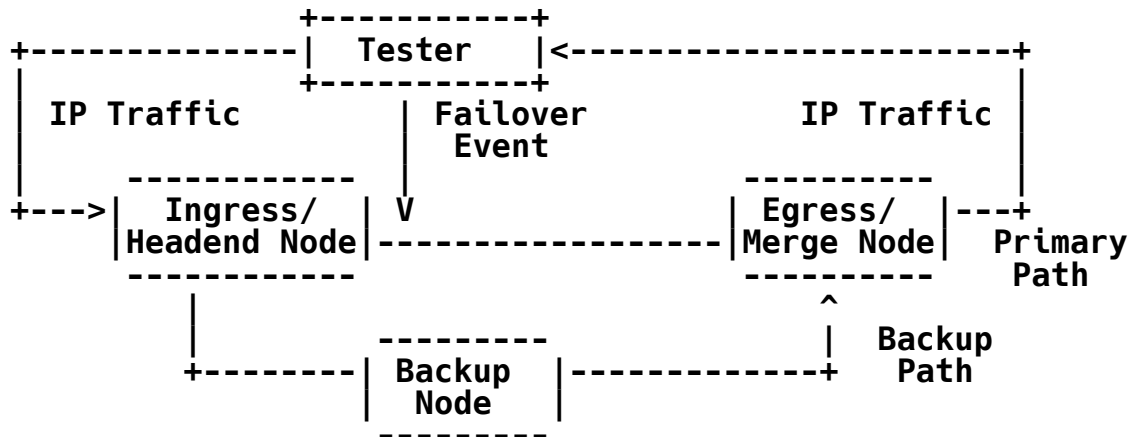 Tester
IP Traffic Failover IP Traffic
Event
Ingress/ V Egress/
Headend Node Merge Node Primary
Path
Backup
Backup Path
Node